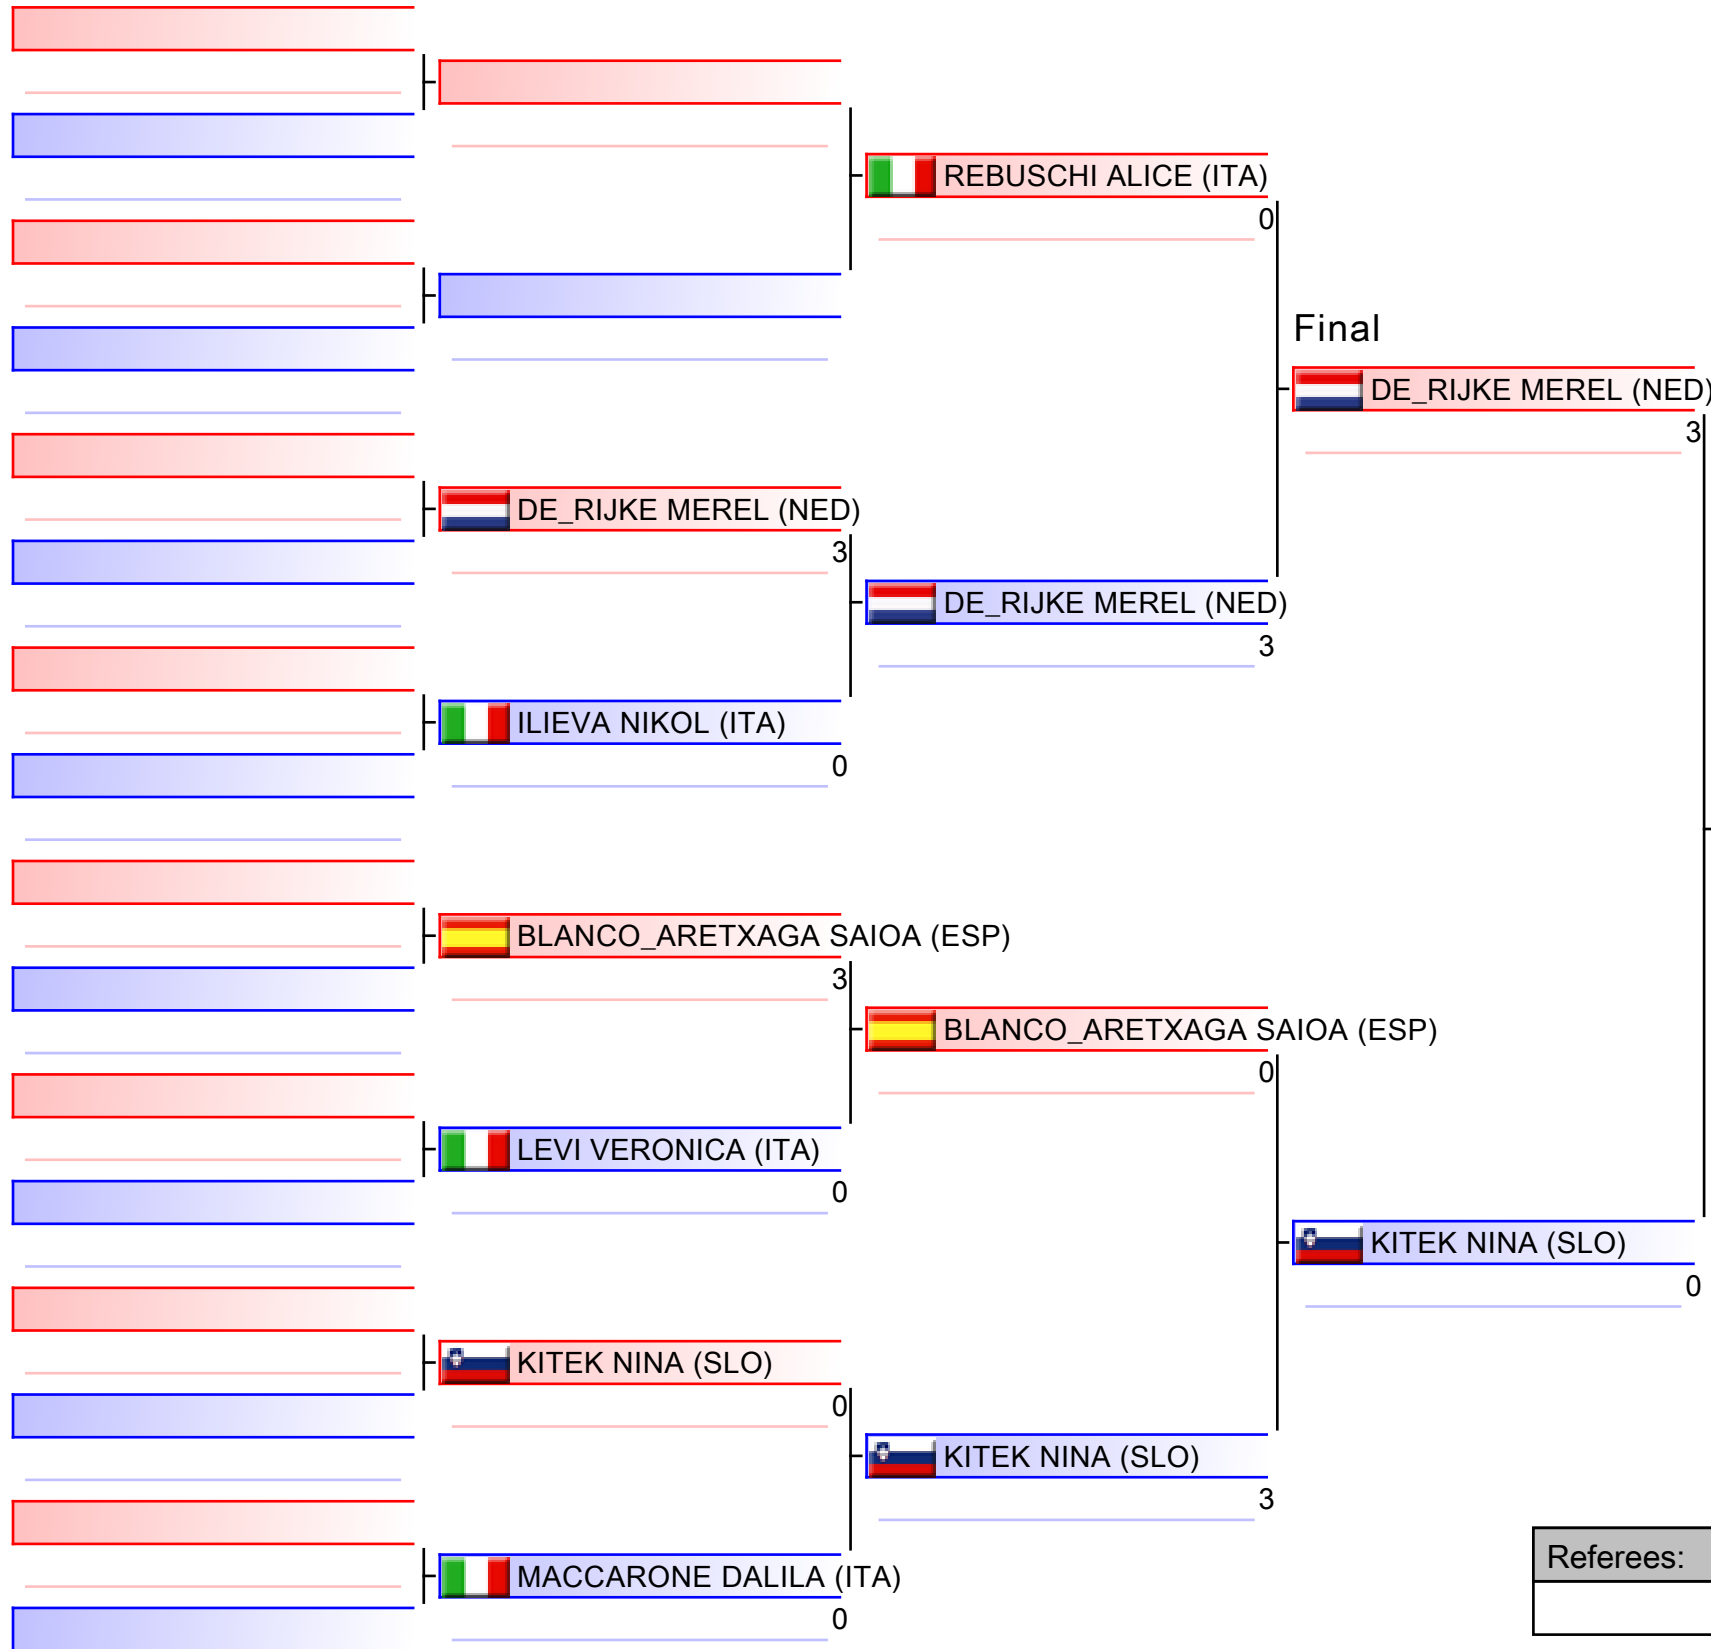 REBUSCHI ALICE (ITA)
0
Final
DE_RIJKE MEREL (NED)
3
DE_RIJKE MEREL (NED)
3
DE_RIJKE MEREL (NED)
3
ILIEVA NIKOL (ITA)
0
BLANCO_ARETXAGA SAIOA (ESP)
3
BLANCO_ARETXAGA SAIOA (ESP)
0
LEVI VERONICA (ITA)
0
KITEK NINA (SLO)
0
KITEK NINA (SLO)
0
KITEK NINA (SLO)
3
MACCARONE DALILA (ITA)
0
Referees: